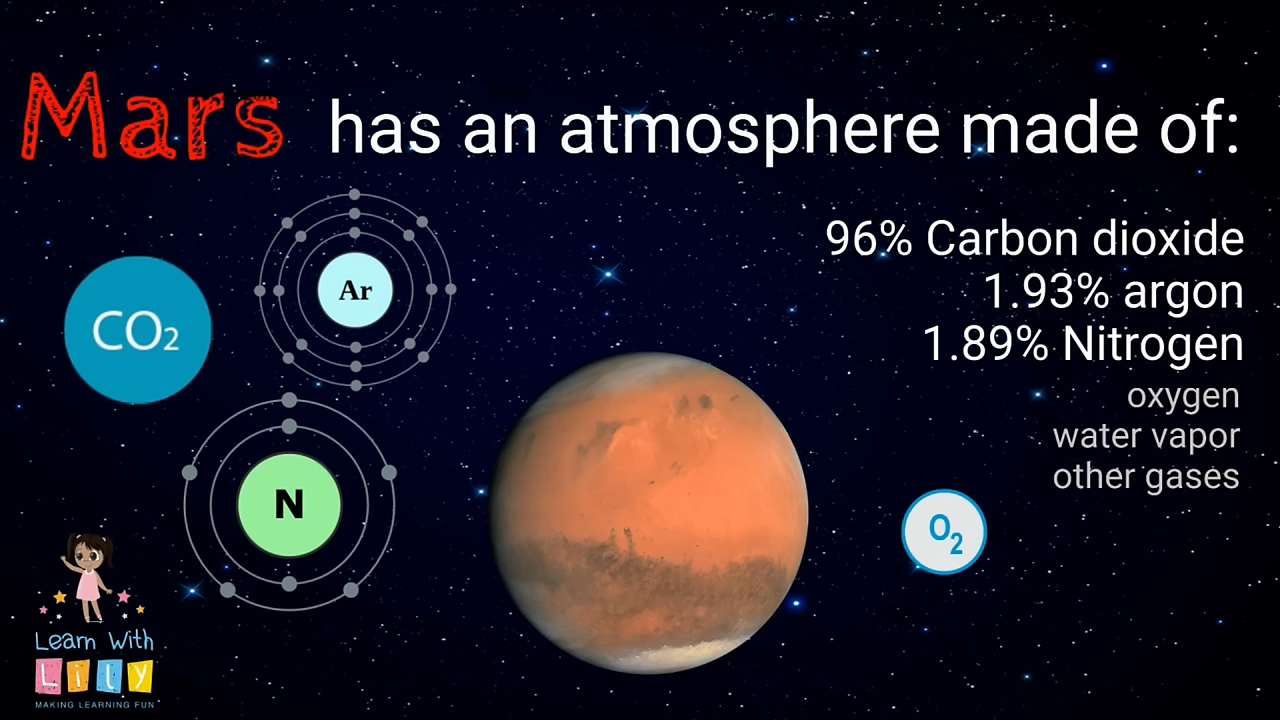 Mars has an atmosphere made of:
96% Carbon dioxide
1.93% argon
1.89% Nitrogen
oxygen
water vapor
other gases
Ar
CO₂
N
O₂
Learn With
Lily
MAKING LEARNING FUN